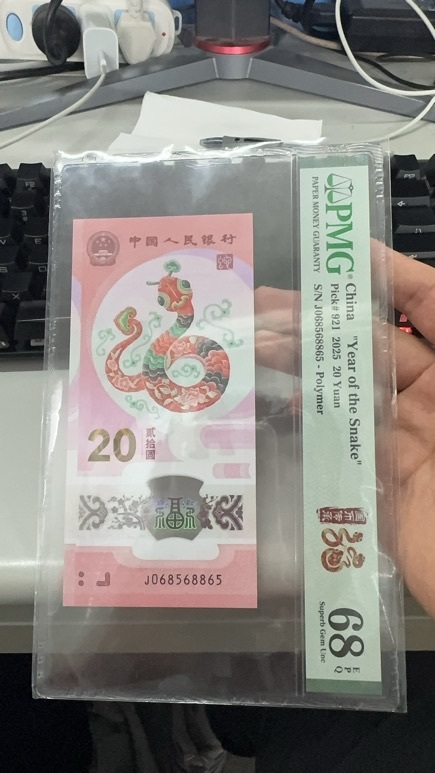 中国人民银行
20
贰拾圆
J068568865
PMG
PAPER MONEY GUARANTY
China "Year of the Snake"
Pick# 921 2025 20 Yuan
S/N J068568865 - Polymer
68 EPQ
Superb Gem Unc